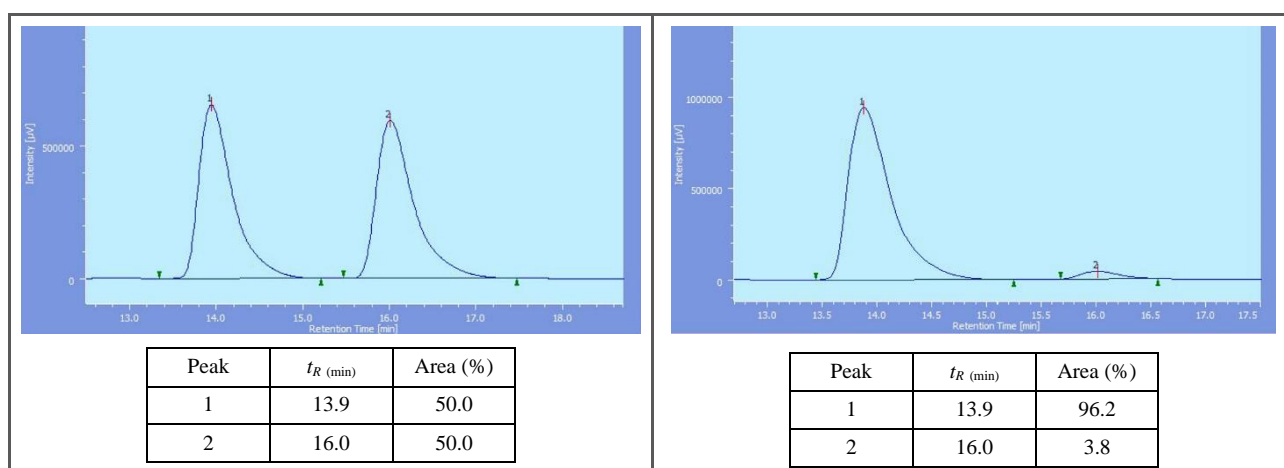 1
2
Intensity [µV]
500000
0
13.0 14.0 15.0 16.0 17.0 18.0
Retention Time [min]
Peak tR (min) Area (%)
1 13.9 50.0
2 16.0 50.0
1
2
Intensity [µV]
1000000
500000
0
13.0 13.5 14.0 14.5 15.0 15.5 16.0 16.5 17.0 17.5
Retention Time [min]
Peak tR (min) Area (%)
1 13.9 96.2
2 16.0 3.8